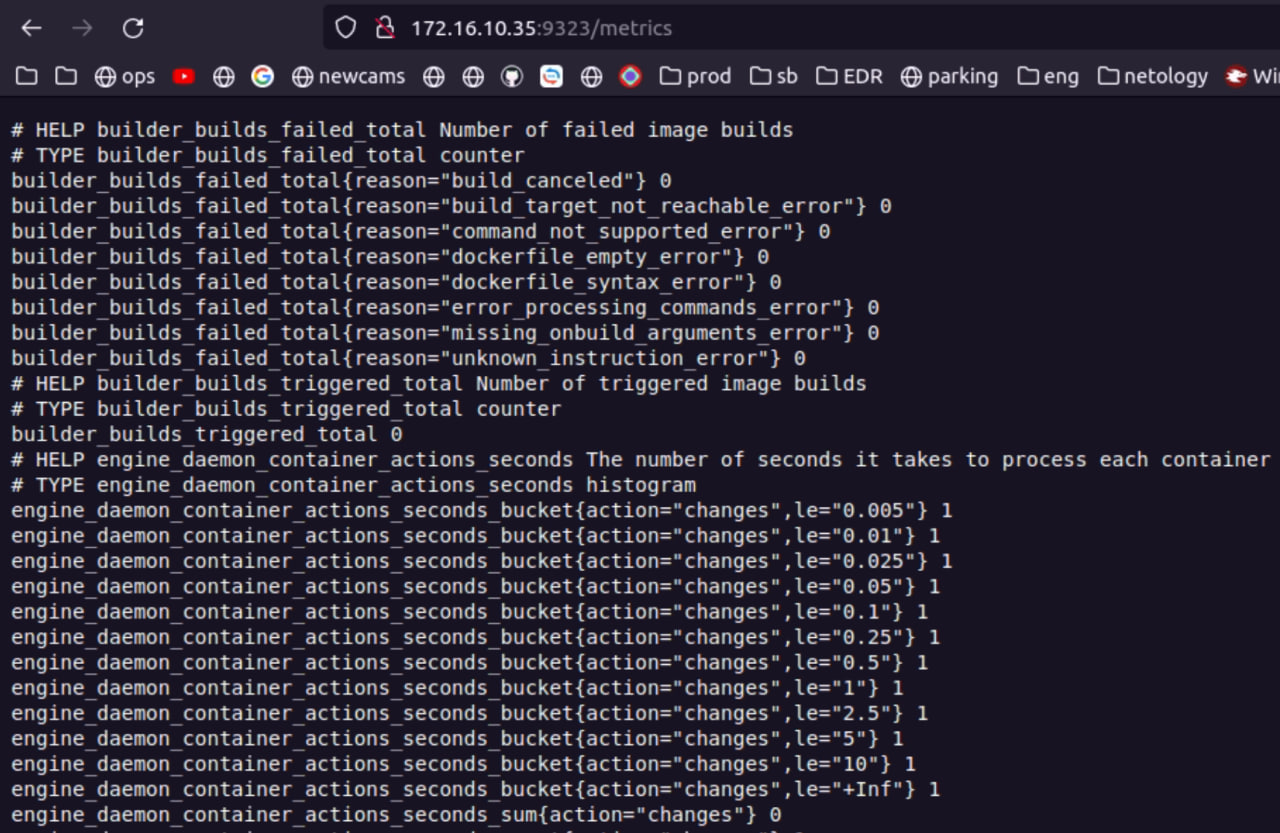 172.16.10.35:9323/metrics
ops newcams prod sb EDR parking eng netology
# HELP builder_builds_failed_total Number of failed image builds
# TYPE builder_builds_failed_total counter
builder_builds_failed_total{reason="build_canceled"} 0
builder_builds_failed_total{reason="build_target_not_reachable_error"} 0
builder_builds_failed_total{reason="command_not_supported_error"} 0
builder_builds_failed_total{reason="dockerfile_empty_error"} 0
builder_builds_failed_total{reason="dockerfile_syntax_error"} 0
builder_builds_failed_total{reason="error_processing_commands_error"} 0
builder_builds_failed_total{reason="missing_onbuild_arguments_error"} 0
builder_builds_failed_total{reason="unknown_instruction_error"} 0
# HELP builder_builds_triggered_total Number of triggered image builds
# TYPE builder_builds_triggered_total counter
builder_builds_triggered_total 0
# HELP engine_daemon_container_actions_seconds The number of seconds it takes to process each container
# TYPE engine_daemon_container_actions_seconds histogram
engine_daemon_container_actions_seconds_bucket{action="changes",le="0.005"} 1
engine_daemon_container_actions_seconds_bucket{action="changes",le="0.01"} 1
engine_daemon_container_actions_seconds_bucket{action="changes",le="0.025"} 1
engine_daemon_container_actions_seconds_bucket{action="changes",le="0.05"} 1
engine_daemon_container_actions_seconds_bucket{action="changes",le="0.1"} 1
engine_daemon_container_actions_seconds_bucket{action="changes",le="0.25"} 1
engine_daemon_container_actions_seconds_bucket{action="changes",le="0.5"} 1
engine_daemon_container_actions_seconds_bucket{action="changes",le="1"} 1
engine_daemon_container_actions_seconds_bucket{action="changes",le="2.5"} 1
engine_daemon_container_actions_seconds_bucket{action="changes",le="5"} 1
engine_daemon_container_actions_seconds_bucket{action="changes",le="10"} 1
engine_daemon_container_actions_seconds_bucket{action="changes",le="+Inf"} 1
engine_daemon_container_actions_seconds_sum{action="changes"} 0